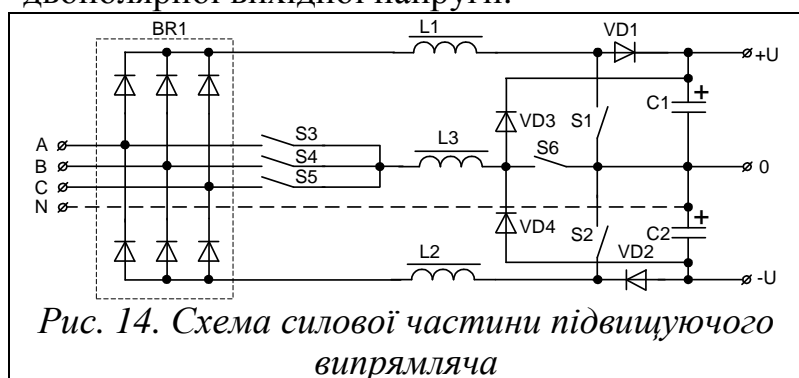 двополярної вихідної напруги.
BR1
L1
VD1
+U
C1
+
VD3
S1
A
S3
B
S4
L3
S6
0
C
S5
N
VD4
S2
C2
+
VD2
L2
-U
Рис. 14. Схема силової частини підвищуючого
випрямляча